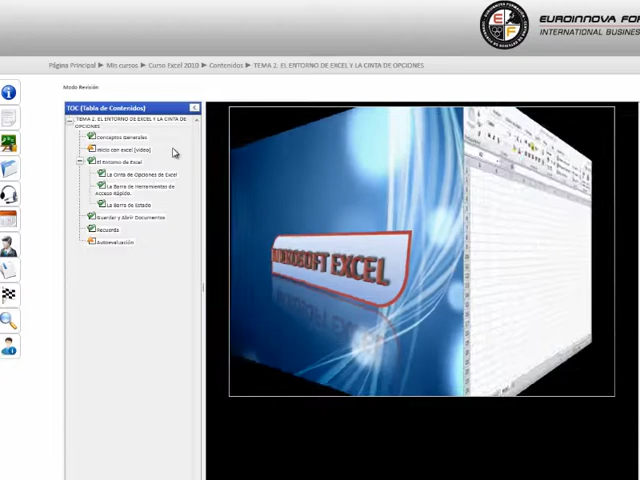 EUROINNOVA FOR
INTERNATIONAL BUSINES
Página Principal ► Mis cursos ► Curso Excel 2010 ► Contenidos ► TEMA 2. EL ENTORNO DE EXCEL Y LA CINTA DE OPCIONES
Modo Revisión
TOC (Tabla de Contenidos)
TEMA 2. EL ENTORNO DE EXCEL Y LA CINTA DE
OPCIONES
Conceptos Generales
Inicio con excel [video]
El Entorno de Excel
La Cinta de Opciones de Excel
La Barra de Herramientas de
Acceso Rápido.
La Barra de Estado
Guardar y Abrir Documentos
Recuerda
Autoevaluación
MICROSOFT EXCEL